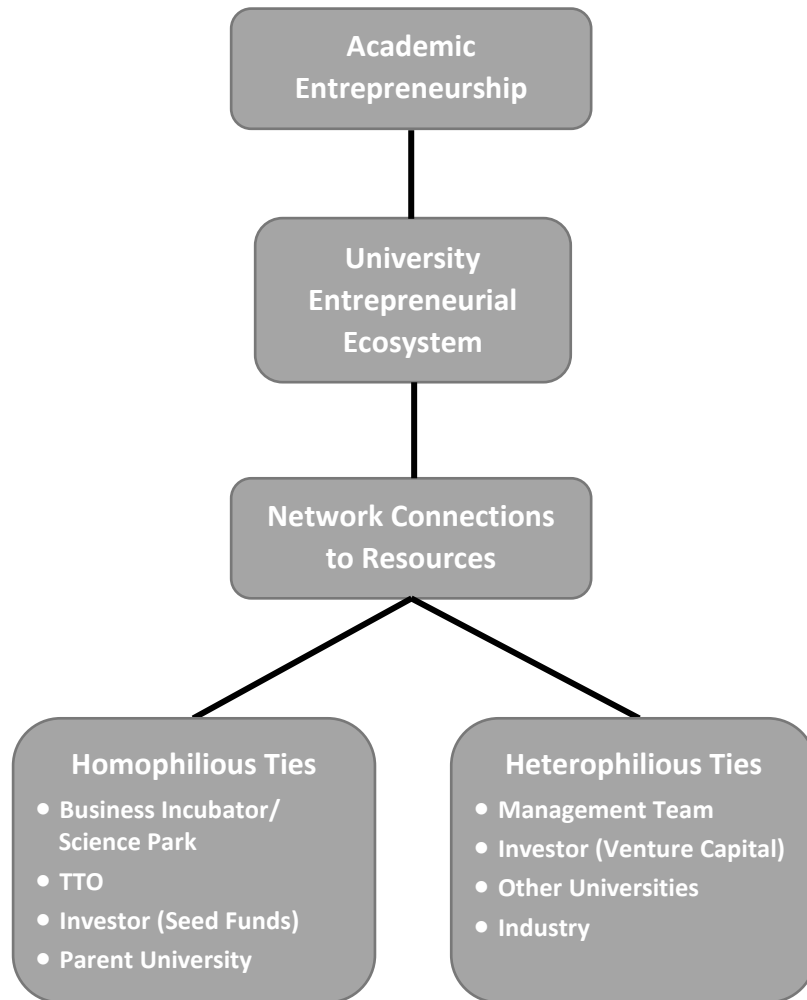 Academic
Entrepreneurship
University
Entrepreneurial
Ecosystem
Network Connections
to Resources
Homophilious Ties
• Business Incubator/
Science Park
• TTO
• Investor (Seed Funds)
• Parent University
Heterophilious Ties
• Management Team
• Investor (Venture Capital)
• Other Universities
• Industry